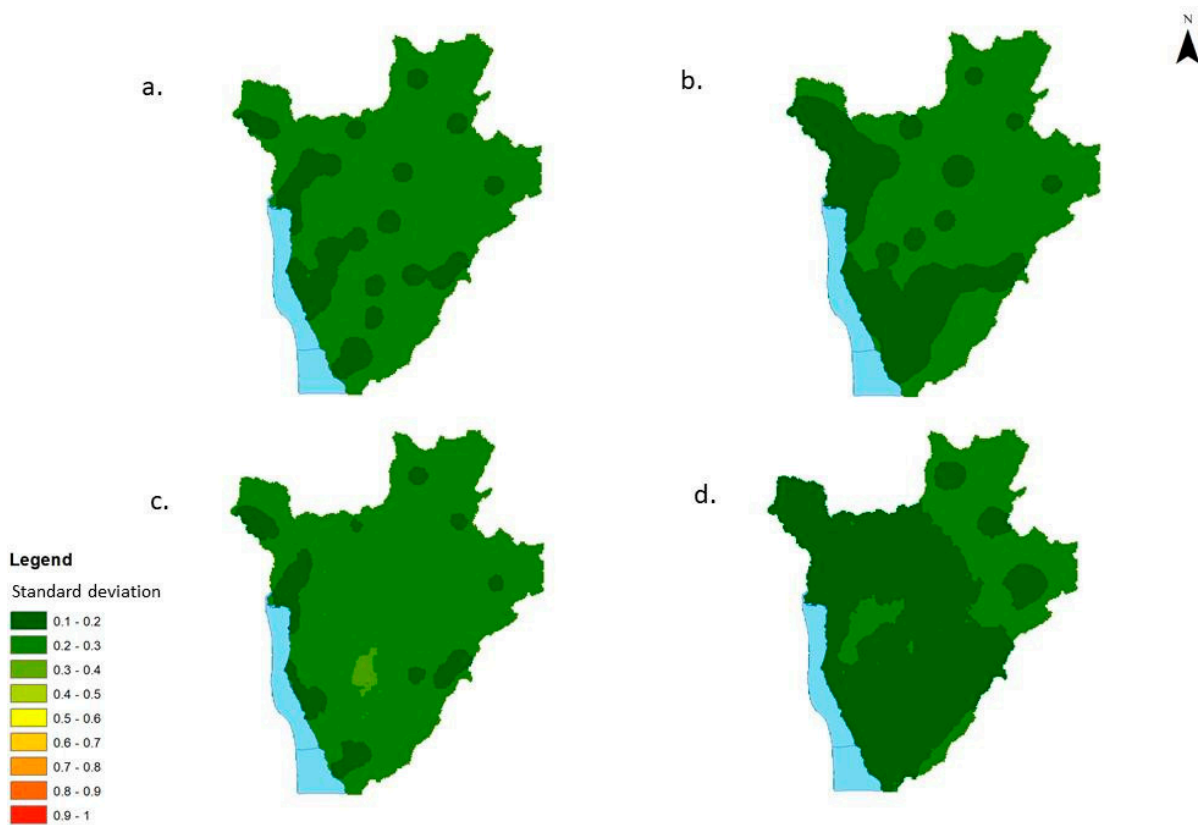 N
a.
b.
c.
d.
Legend
Standard deviation
0.1 - 0.2
0.2 - 0.3
0.3 - 0.4
0.4 - 0.5
0.5 - 0.6
0.6 - 0.7
0.7 - 0.8
0.8 - 0.9
0.9 - 1